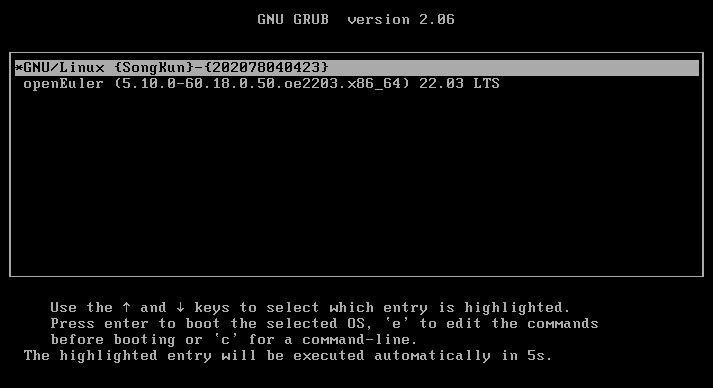 GNU GRUB  version 2.06
*GNU/Linux {SongKun}-{202078040423}
openEuler (5.10.0-60.18.0.50.oe2203.x86_64) 22.03 LTS
Use the ↑ and ↓ keys to select which entry is highlighted.
Press enter to boot the selected OS, `e' to edit the commands
before booting or `c' for a command-line.
The highlighted entry will be executed automatically in 5s.